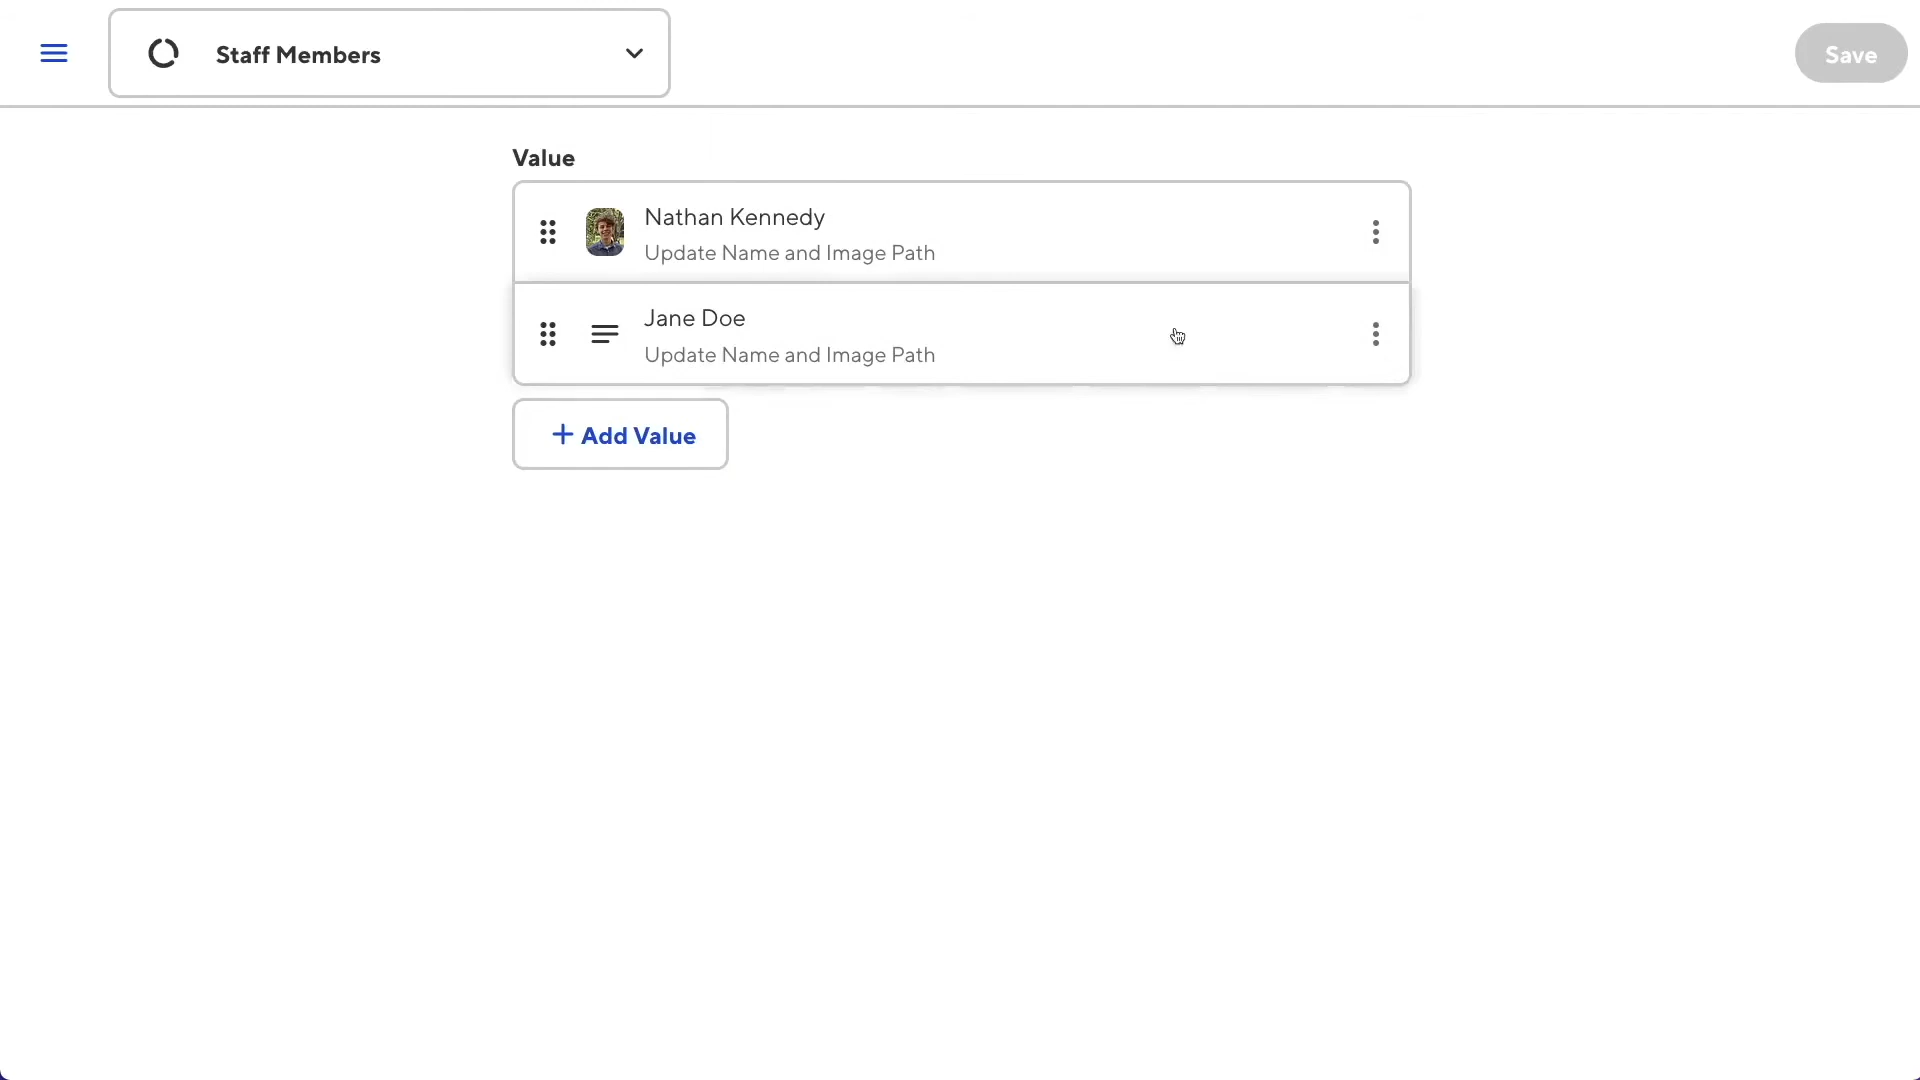 Staff Members
Save
Value
Nathan Kennedy
Update Name and Image Path
Jane Doe
Update Name and Image Path
+ Add Value